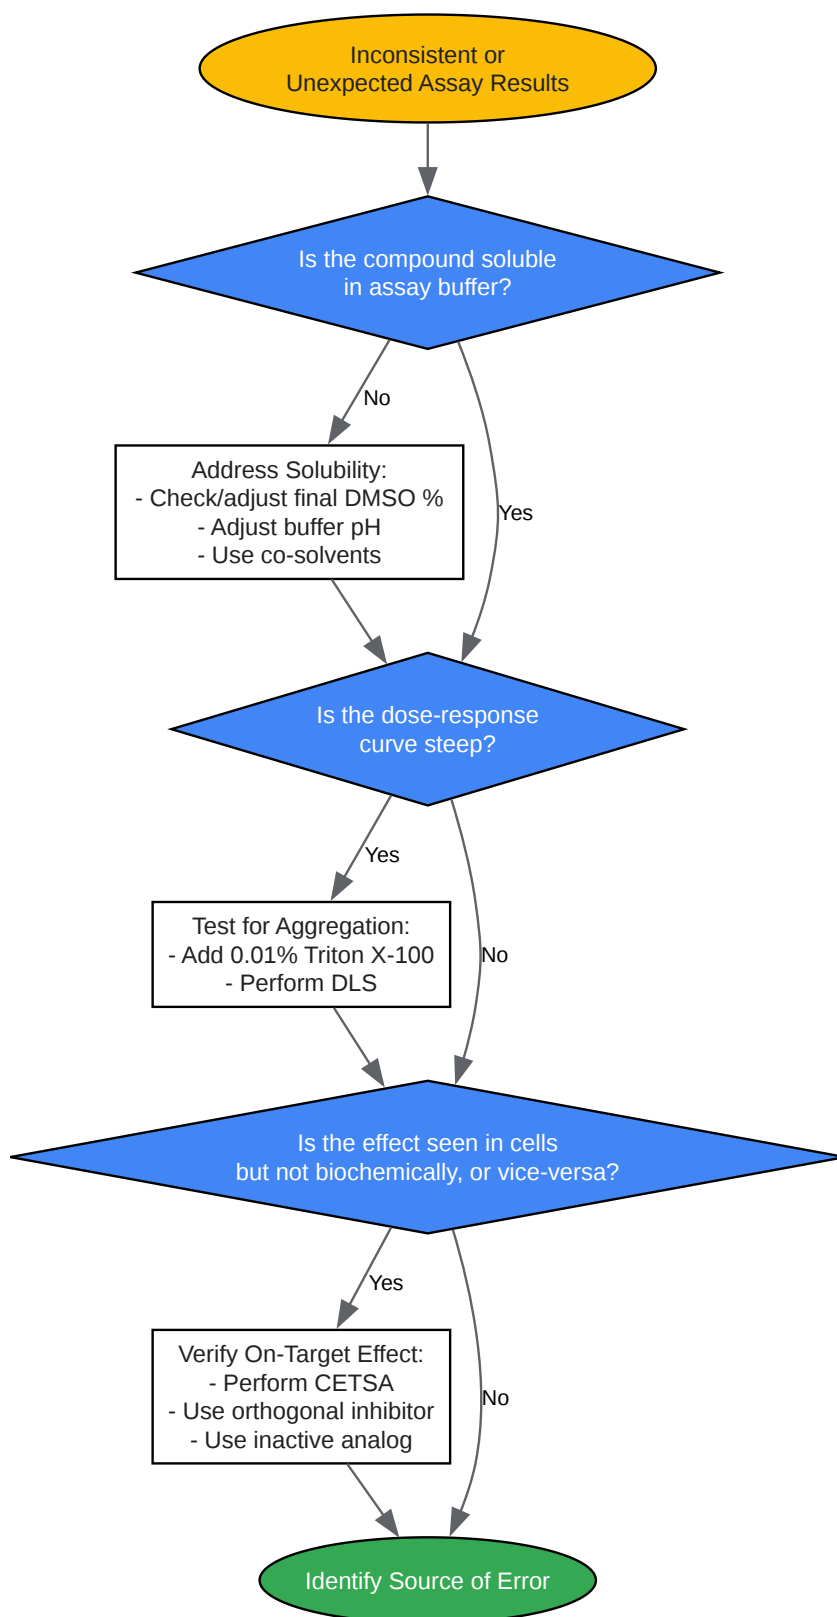 Inconsistent or
Unexpected Assay Results
Is the compound soluble
in assay buffer?
No
Address Solubility:
- Check/adjust final DMSO %
- Adjust buffer pH
- Use co-solvents
Yes
Is the dose-response
curve steep?
Yes
Test for Aggregation:
- Add 0.01% Triton X-100
- Perform DLS
No
Is the effect seen in cells
but not biochemically, or vice-versa?
Yes
Verify On-Target Effect:
- Perform CETSA
- Use orthogonal inhibitor
- Use inactive analog
No
Identify Source of Error